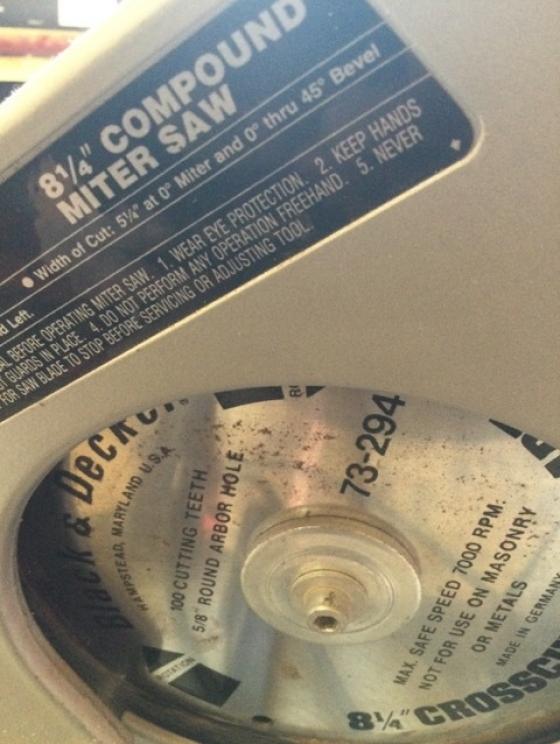 8¼" COMPOUND
MITER SAW
● Width of Cut: 5¼" at 0° Miter and 0° thru 45° Bevel
Left.
BEFORE OPERATING MITER SAW. 1. WEAR EYE PROTECTION. 2. KEEP HANDS
GUARDS IN PLACE 4. DO NOT PERFORM ANY OPERATION FREEHAND. 5. NEVER
FOR SAW BLADE TO STOP BEFORE SERVICING OR ADJUSTING TOOL.
Black & Decker
HAMPSTEAD, MARYLAND U.S.A
100 CUTTING TEETH
5/8" ROUND ARBOR HOLE
73-294
MAX. SAFE SPEED 7000 RPM:
NOT FOR USE ON MASONRY
OR METALS
MADE IN GERMANY
ROTATION
8¼" CROSSCU